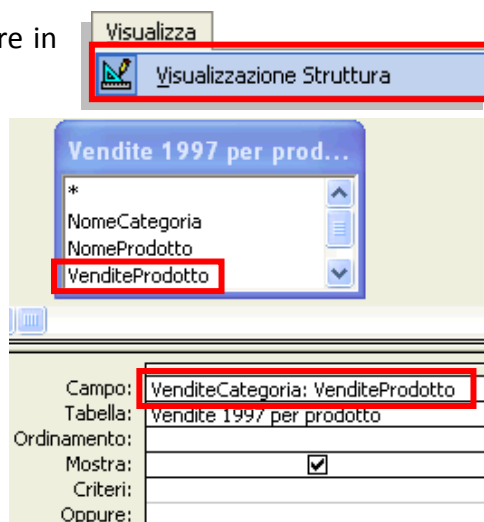 re in
Visualizza
Visualizzazione Struttura
Vendite 1997 per prod...
*
NomeCategoria
NomeProdotto
VenditeProdotto
Campo: VenditeCategoria: VenditeProdotto
Tabella: Vendite 1997 per prodotto
Ordinamento:
Mostra:
Criteri:
Oppure: